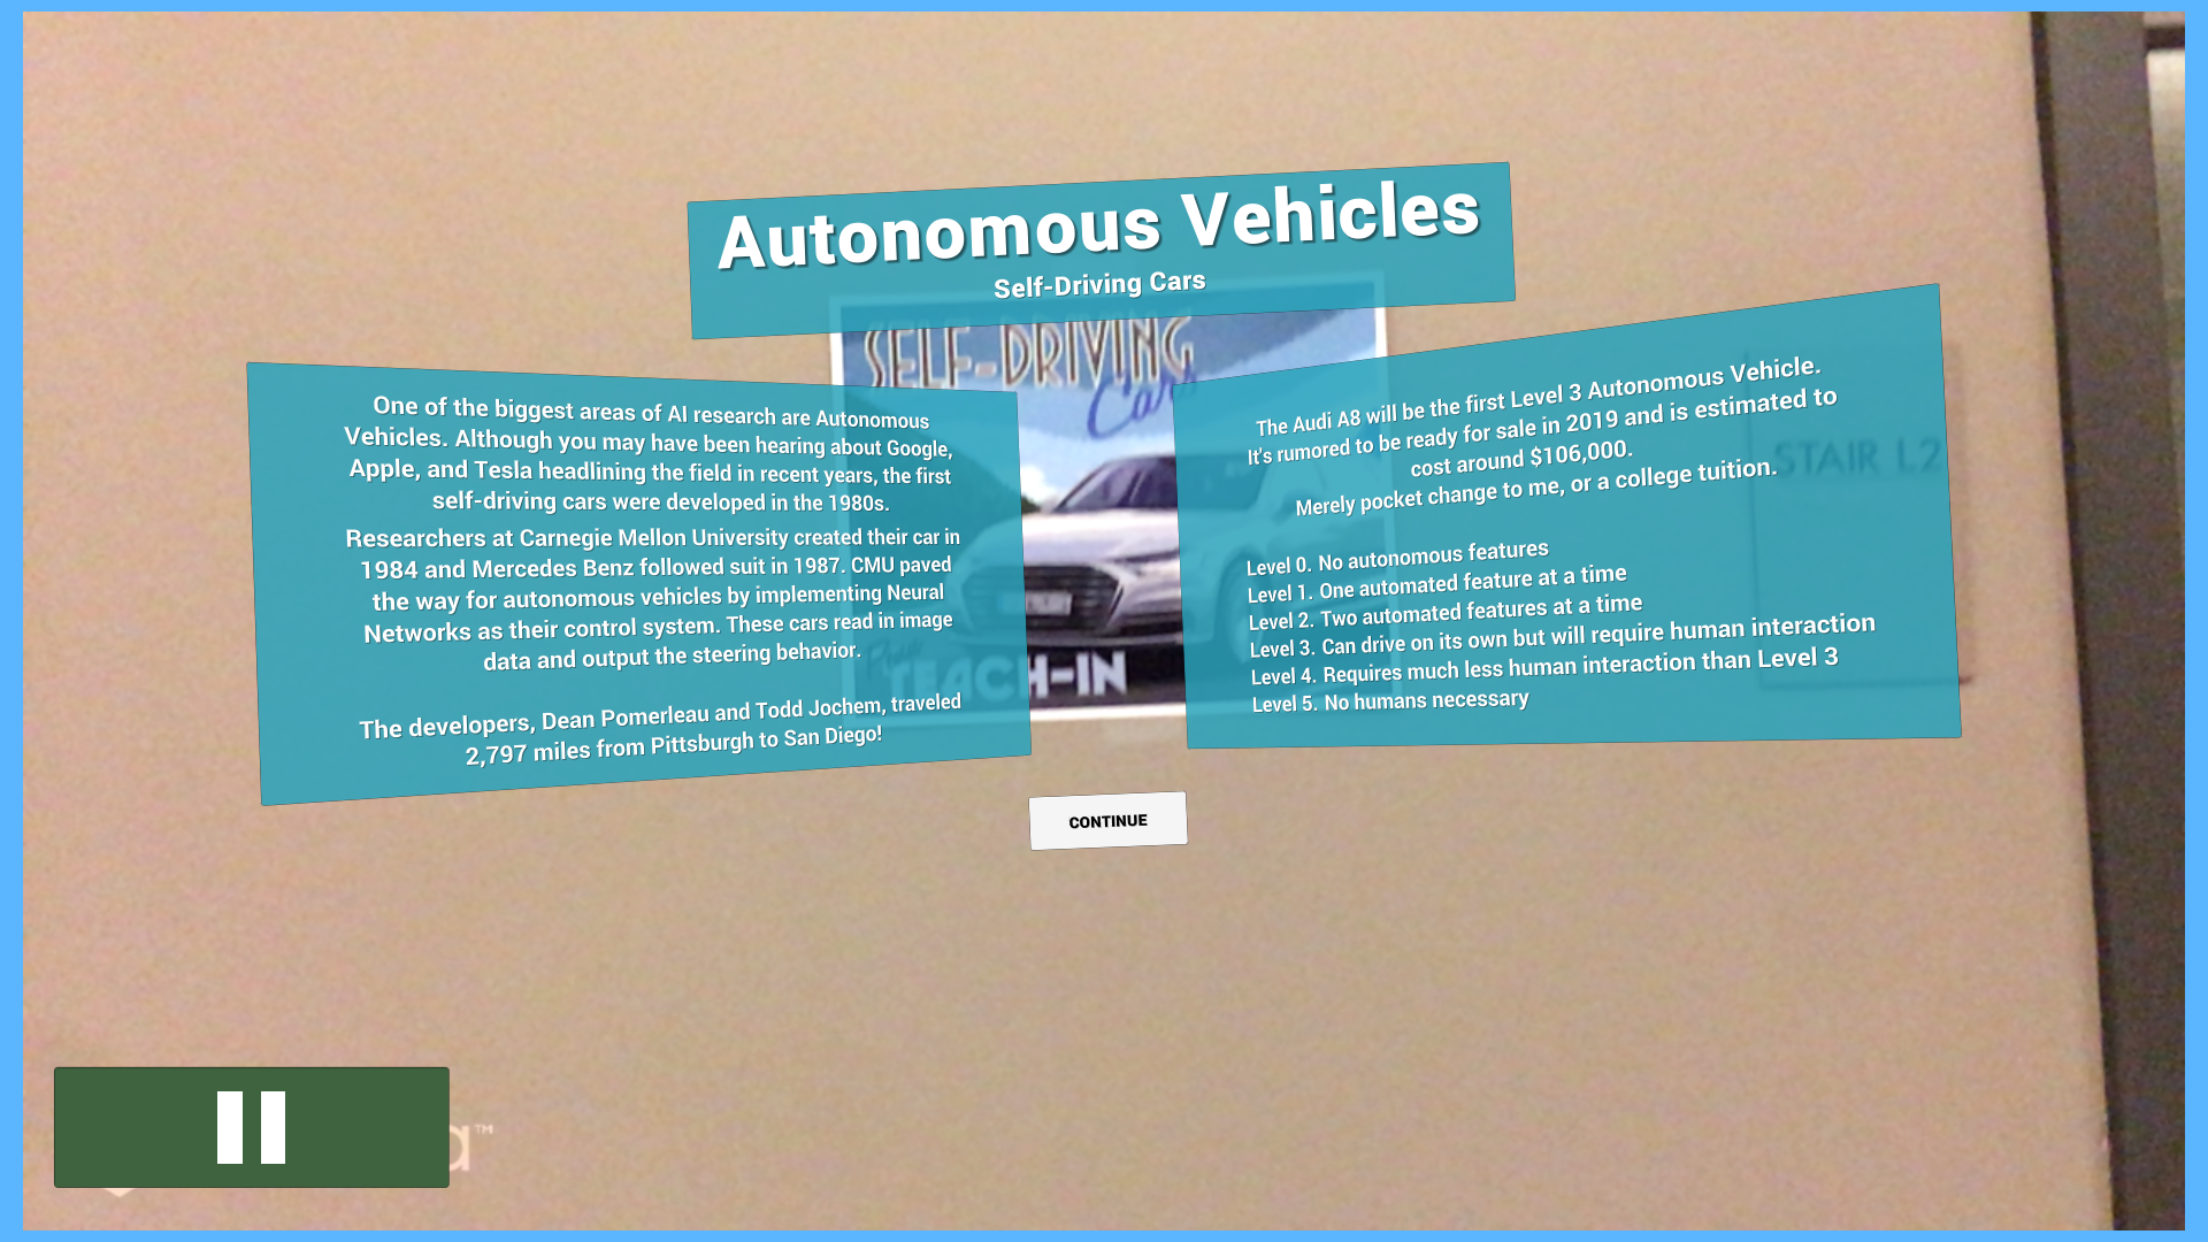 Autonomous Vehicles
Self-Driving Cars
SELF-DRIVING
Cars
One of the biggest areas of AI research are Autonomous
Vehicles. Although you may have been hearing about Google,
Apple, and Tesla headlining the field in recent years, the first
self-driving cars were developed in the 1980s.
Researchers at Carnegie Mellon University created their car in
1984 and Mercedes Benz followed suit in 1987. CMU paved
the way for autonomous vehicles by implementing Neural
Networks as their control system. These cars read in image
data and output the steering behavior.
The developers, Dean Pomerleau and Todd Jochem, traveled
2,797 miles from Pittsburgh to San Diego!
TEACH-IN
The Audi A8 will be the first Level 3 Autonomous Vehicle.
It's rumored to be ready for sale in 2019 and is estimated to
cost around $106,000.
Merely pocket change to me, or a college tuition.
Level 0. No autonomous features
Level 1. One automated feature at a time
Level 2. Two automated features at a time
Level 3. Can drive on its own but will require human interaction
Level 4. Requires much less human interaction than Level 3
Level 5. No humans necessary
STAIR L2
CONTINUE
a™